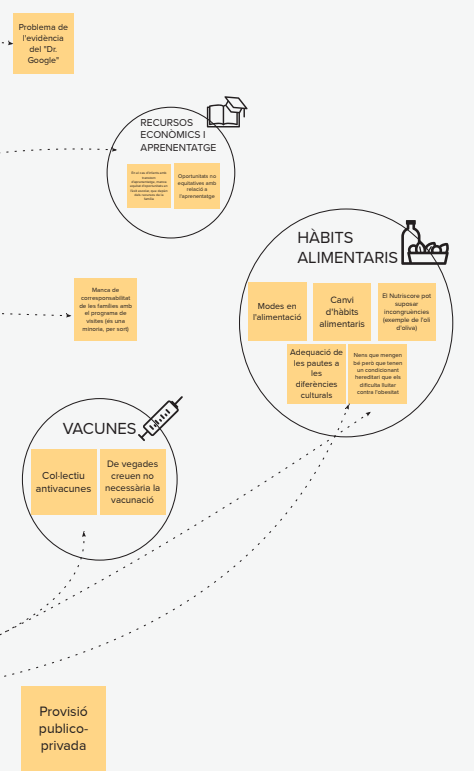 Problema de
l'evidència
del "Dr.
Google"
RECURSOS
ECONÒMICS I
APRENENTATGE
Oportunitats no
equitatives amb
relació a
l'aprenentatge
HÀBITS
ALIMENTARIS
Modes en
l'alimentació
Canvi
d'hàbits
alimentaris
El Nutriscore pot
suposar
incongruències
(exemple de l'oli
d'oliva)
Adequació de
les pautes a
les
diferències
culturals
Nens que mengen
bé però que tenen
un condicionant
hereditari que els
dificulta lluitar
contra l'obesitat
Manca de
corresponsabilitat
de les famílies amb
el programa de
visites (és una
minoria, per sort)
VACUNES
Col·lectiu
antivacunes
De vegades
creuen no
necessària la
vacunació
Provisió
publico-
privada